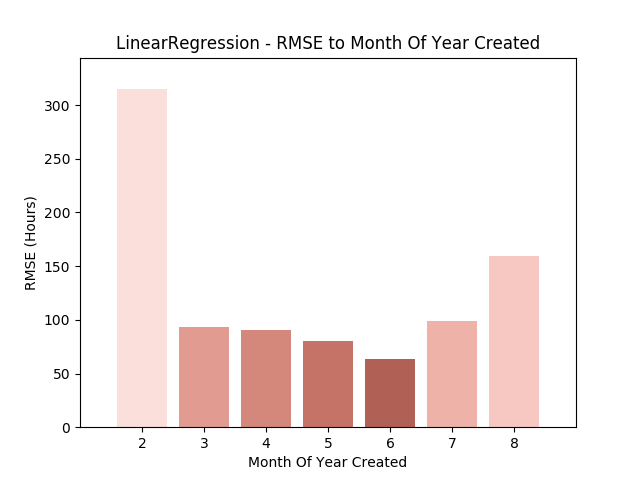 LinearRegression - RMSE to Month Of Year Created
300
250
200
150
100
50
0
RMSE (Hours)
2 3 4 5 6 7 8
Month Of Year Created